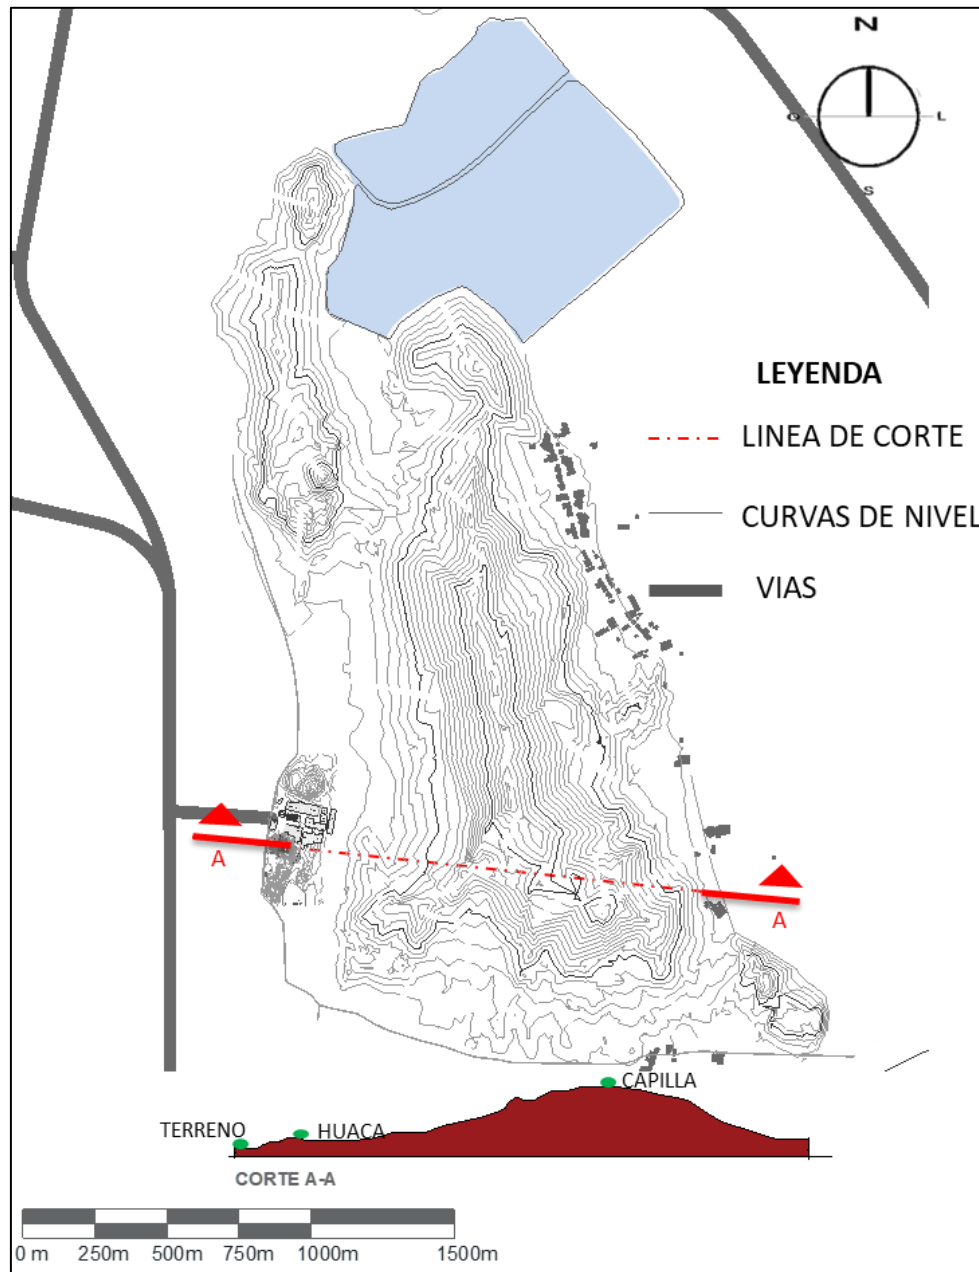 N
O
L
S
LEYENDA
LINEA DE CORTE
CURVAS DE NIVEL
VIAS
A
A
CAPILLA
TERRENO
HUACA
CORTE A-A
0 m 250m 500m 750m 1000m 1500m